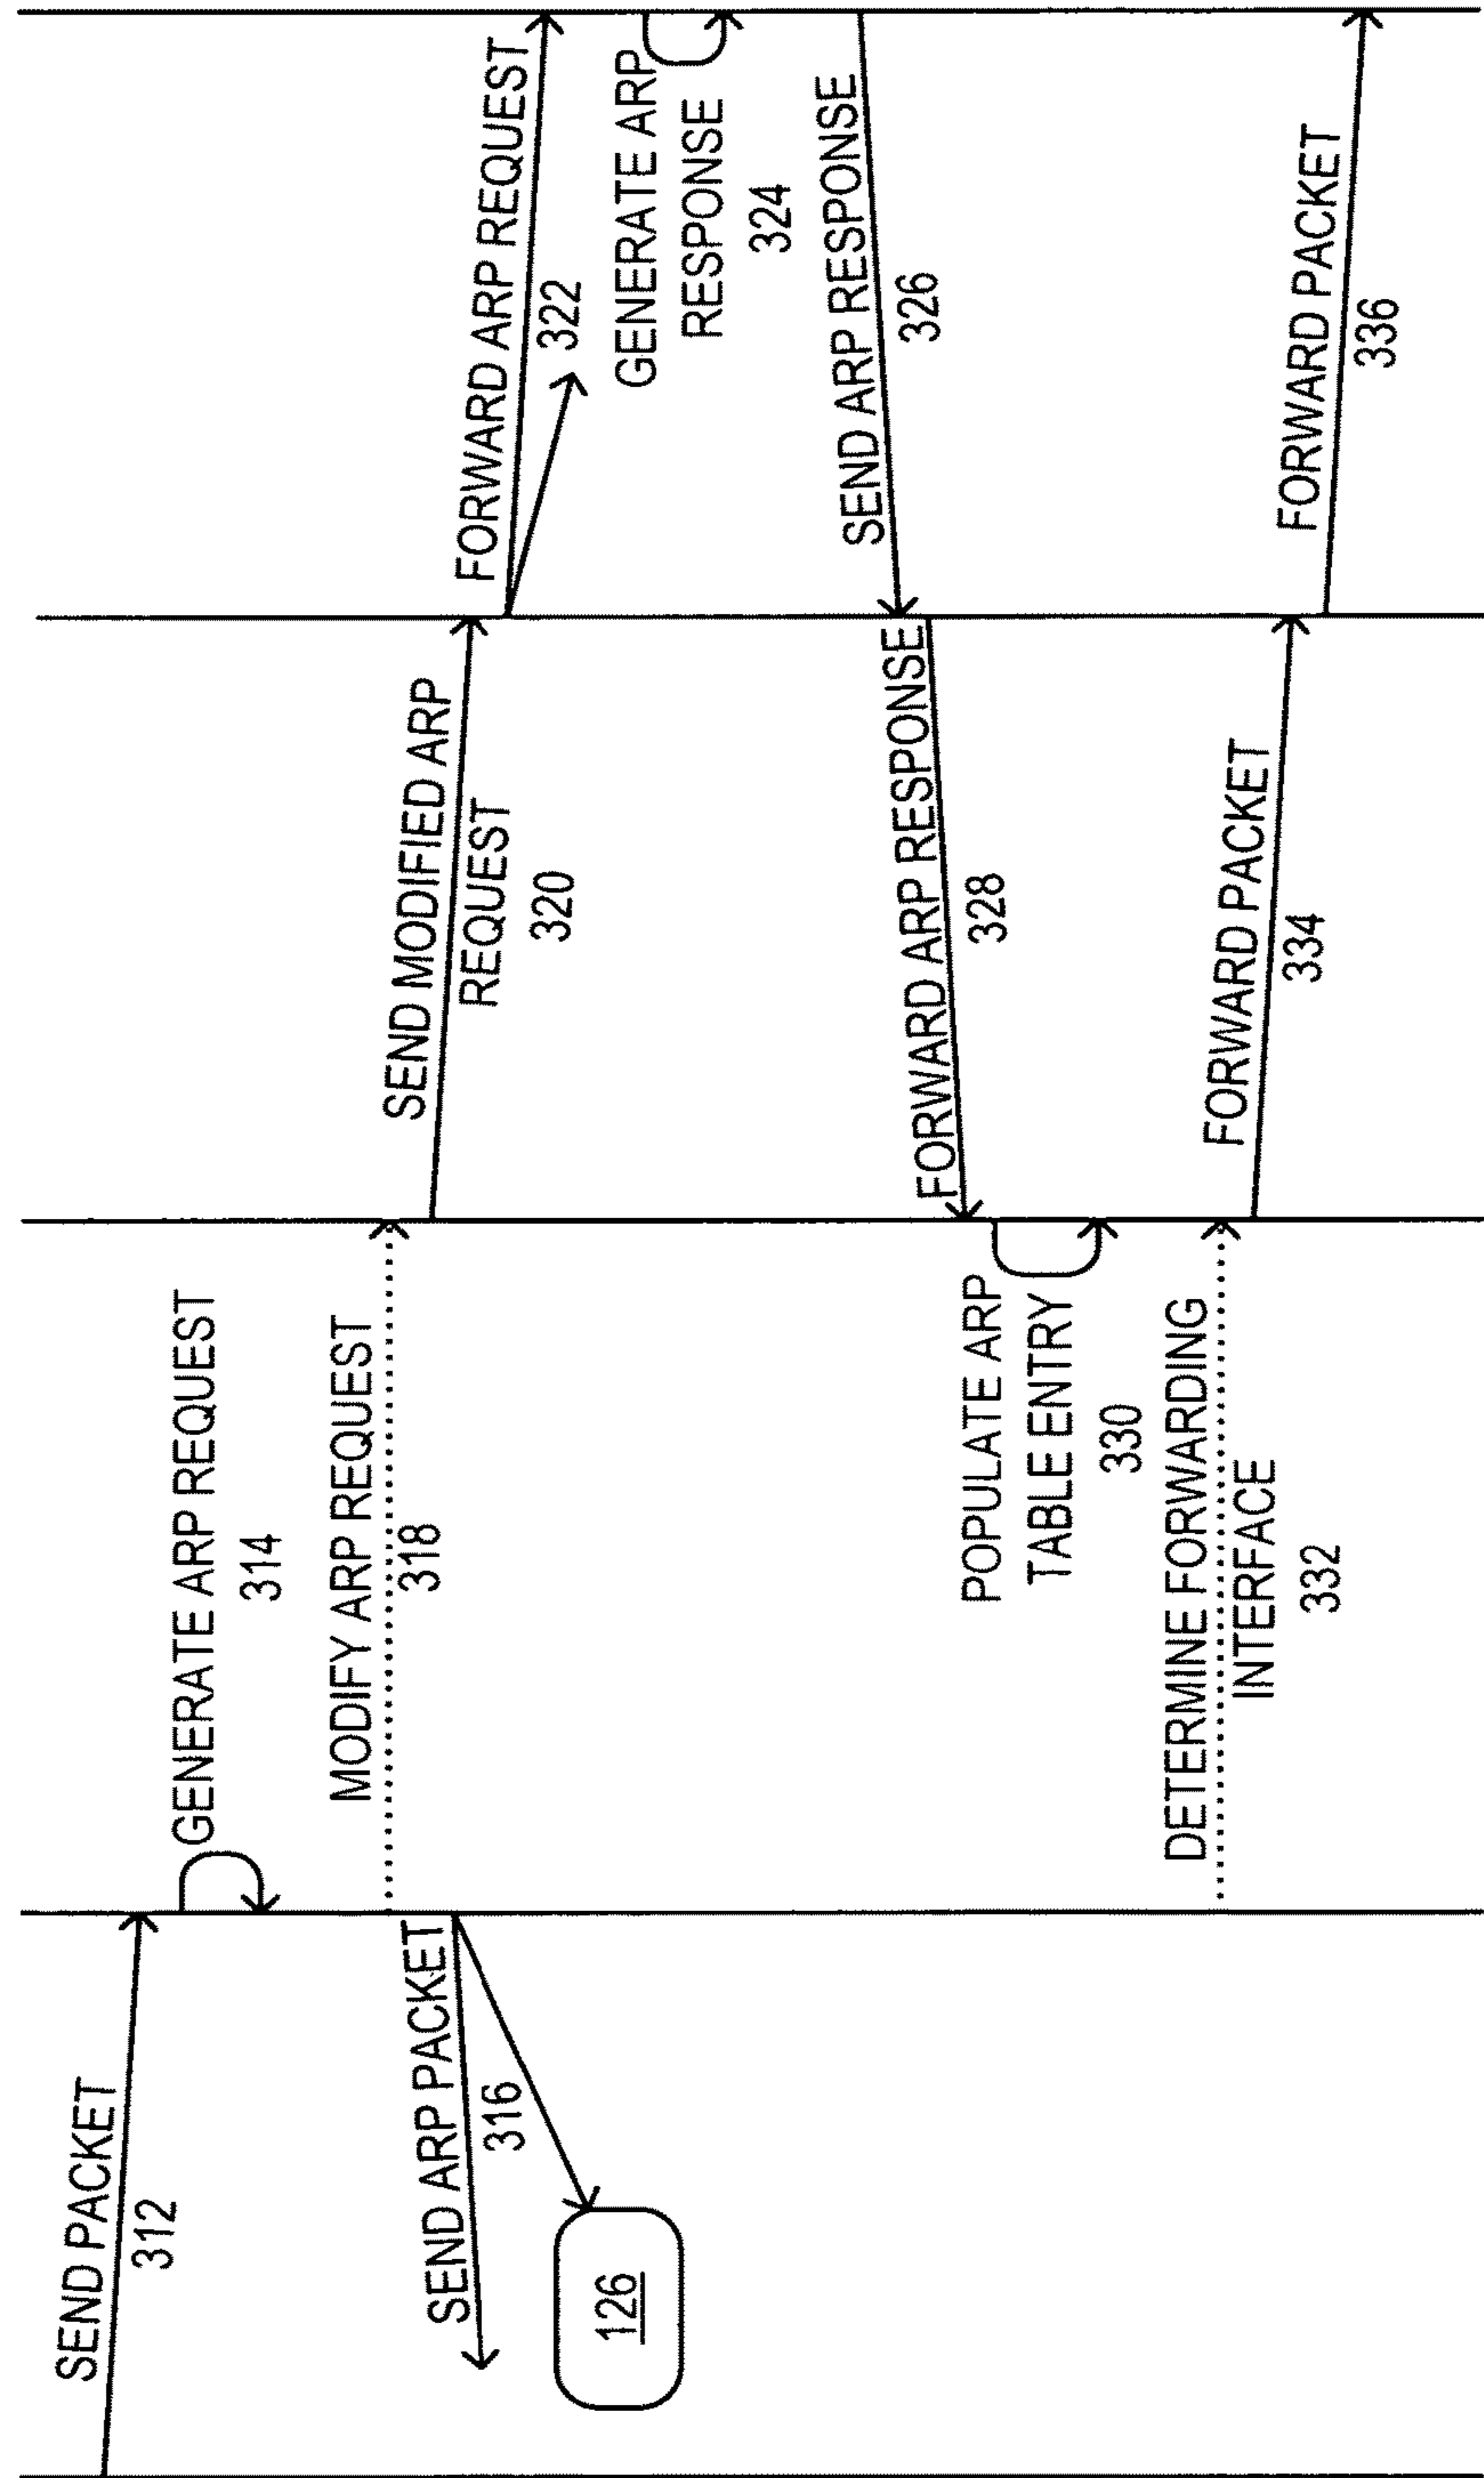 SEND PACKET
312
GENERATE ARP REQUEST
314
MODIFY ARP REQUEST
318
SEND ARP PACKET
316
126
SEND MODIFIED ARP
REQUEST
320
FORWARD ARP REQUEST
322
GENERATE ARP
RESPONSE
324
SEND ARP RESPONSE
326
FORWARD ARP RESPONSE
328
POPULATE ARP
TABLE ENTRY
330
DETERMINE FORWARDING
INTERFACE
332
FORWARD PACKET
334
FORWARD PACKET
336